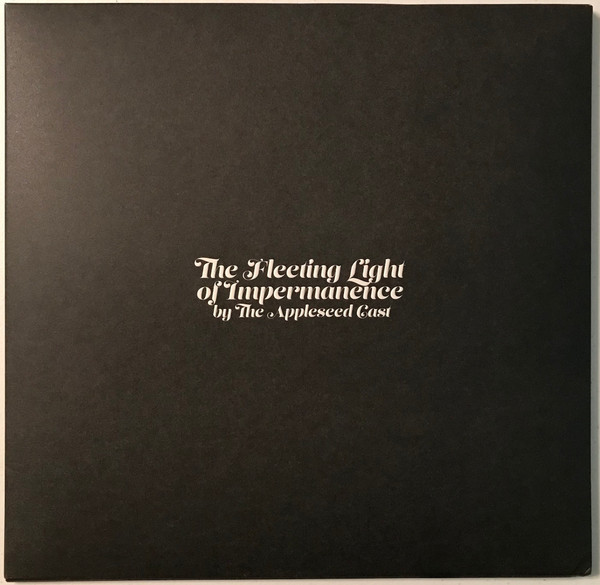 The Fleeting Light
of Impermanence
by The Appleseed Cast